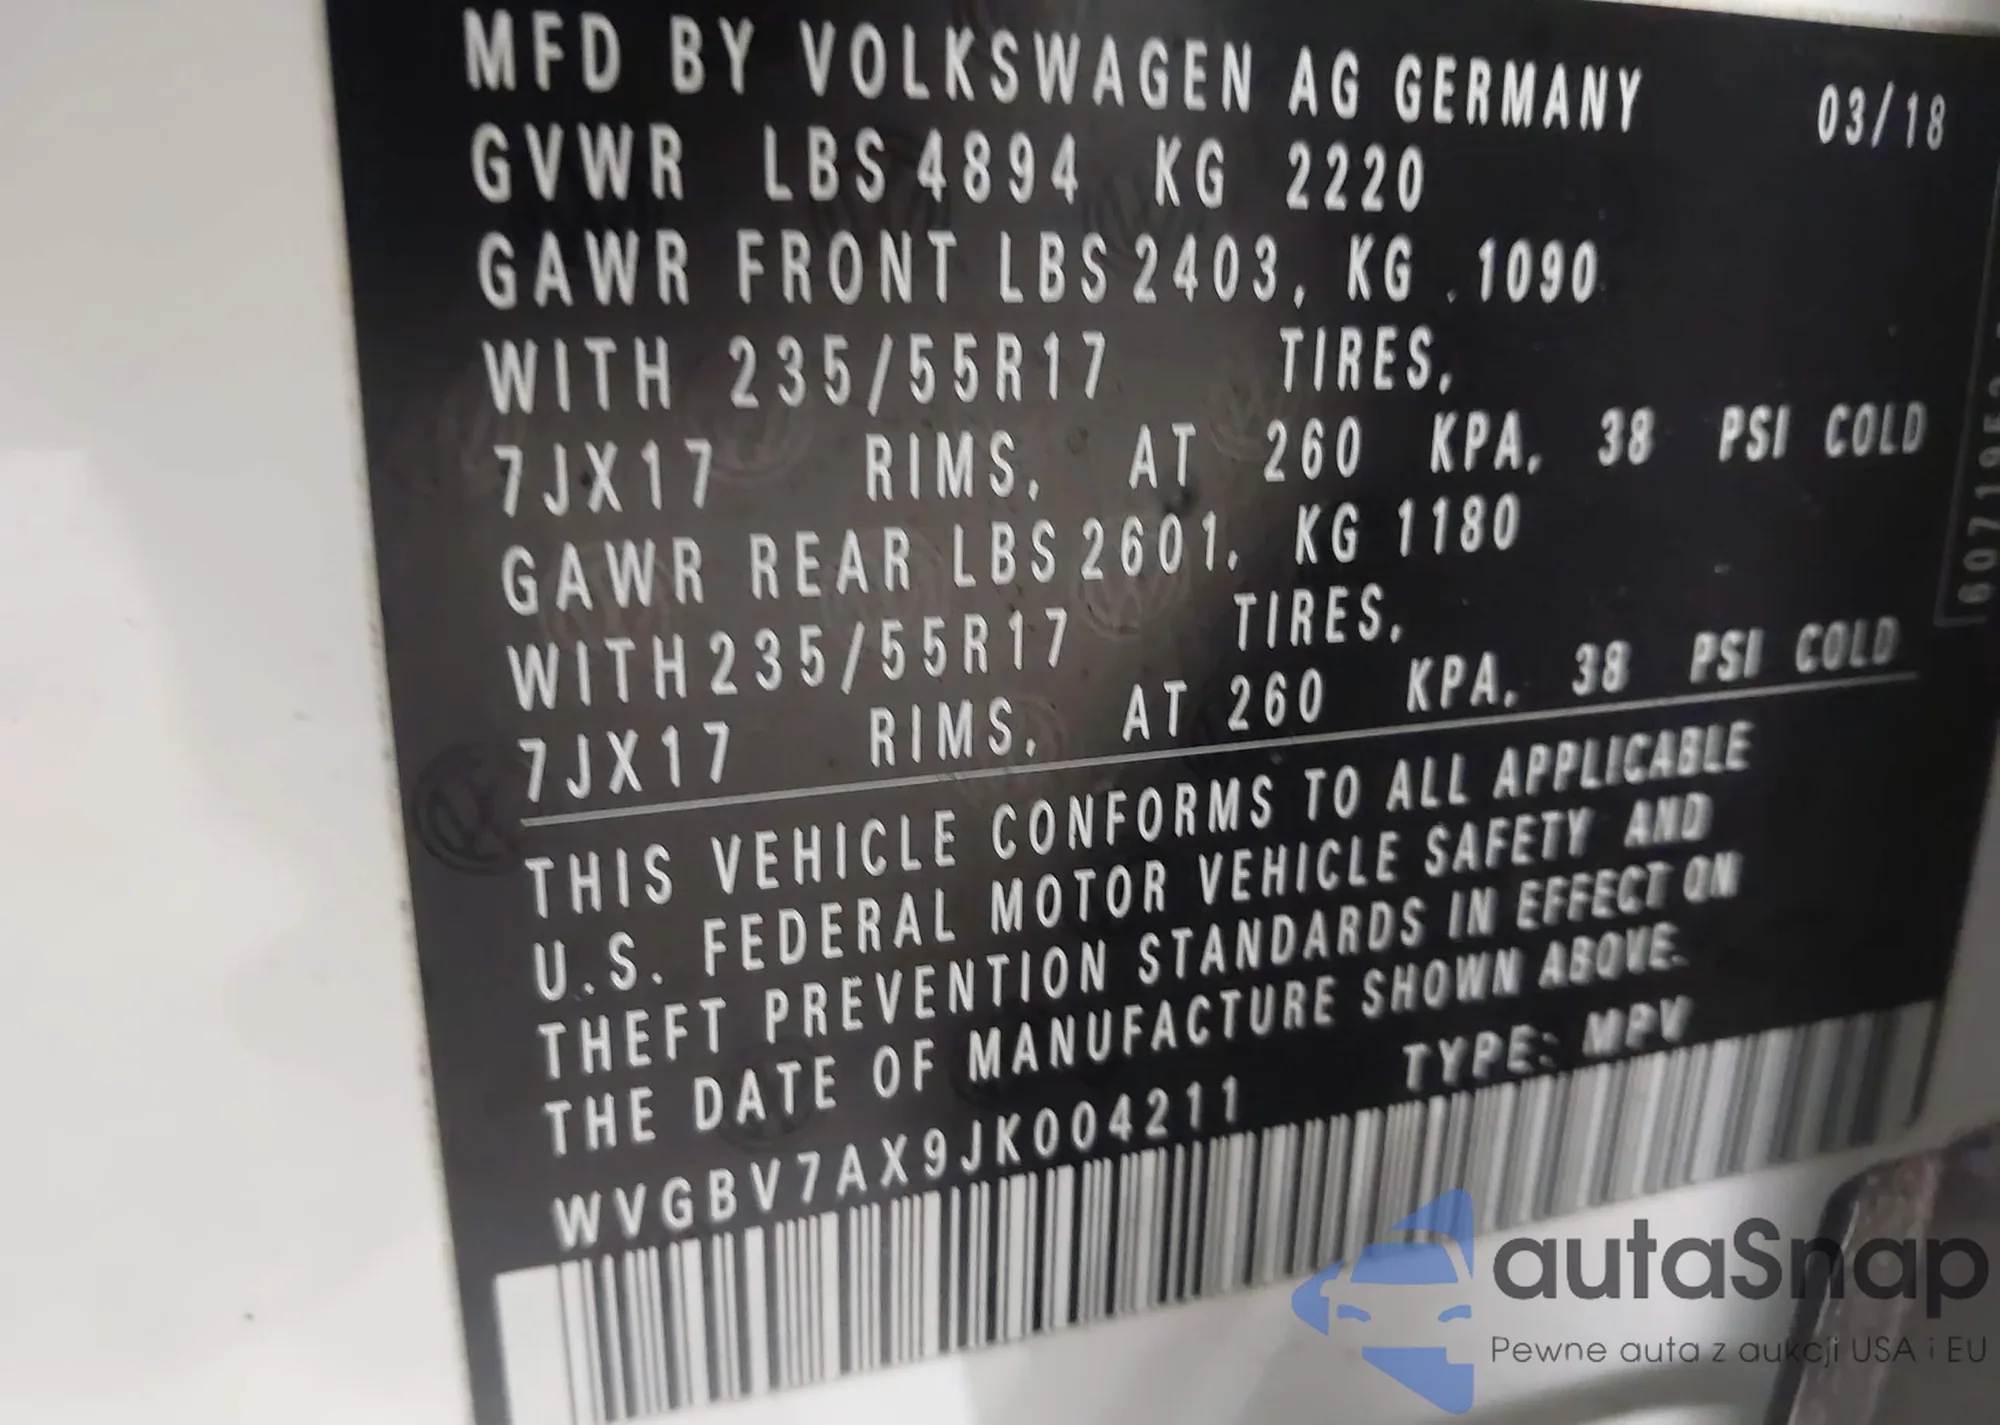 MFD BY VOLKSWAGEN AG GERMANY 03/18
GVWR LBS 4894 KG 2220
GAWR FRONT LBS 2403, KG . 1090
WITH 235/55R17 TIRES,
7JX17 RIMS, AT 260 KPA, 38 PSI COLD
GAWR REAR LBS 2601, KG 1180
WITH 235/55R17 TIRES,
7JX17 RIMS, AT 260 KPA, 38 PSI COLD
THIS VEHICLE CONFORMS TO ALL APPLICABLE
U.S. FEDERAL MOTOR VEHICLE SAFETY AND
THEFT PREVENTION STANDARDS IN EFFECT ON
THE DATE OF MANUFACTURE SHOWN ABOVE.
WVGBV7AX9JK004211 TYPE: MPV
autaSnap
Pewne auta z aukcji USA i EU